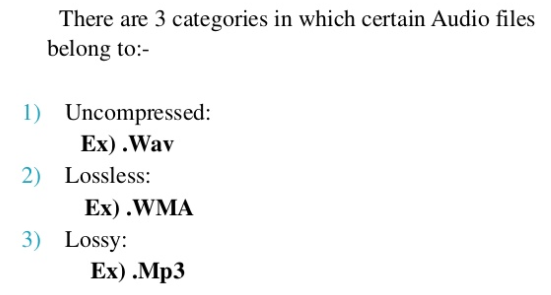 There are 3 categories in which certain Audio files
belong to:-
1) Uncompressed:
Ex) .Wav
2) Lossless:
Ex) .WMA
3) Lossy:
Ex) .Mp3